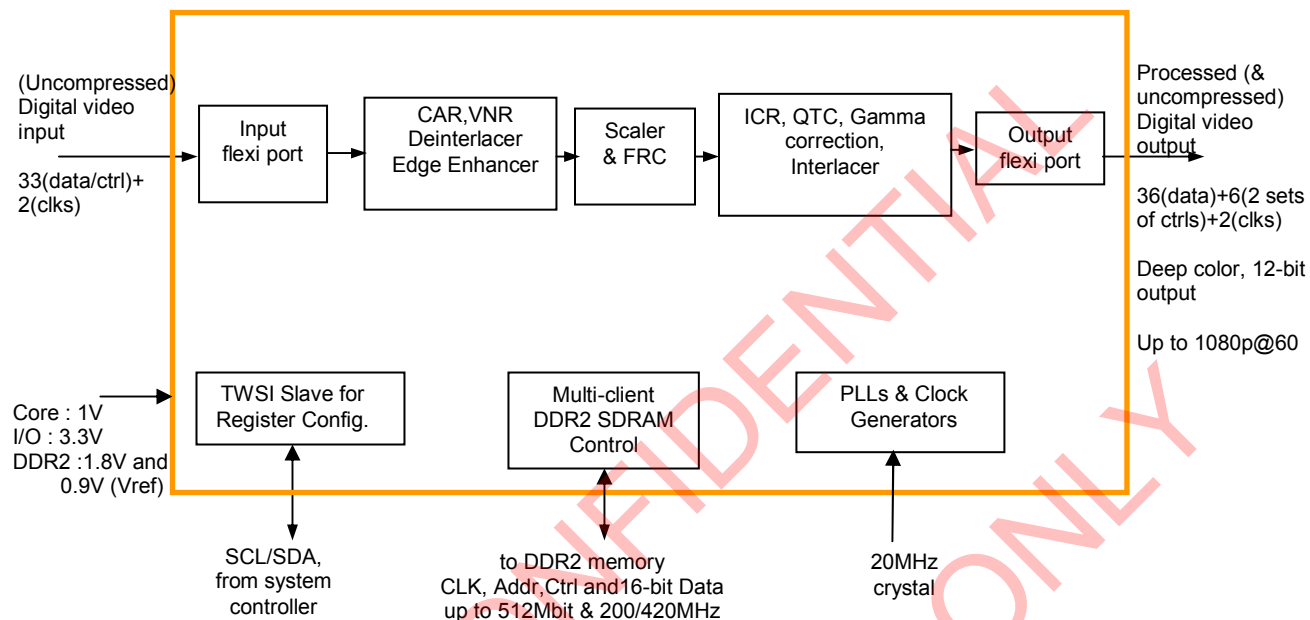 (Uncompressed)
Digital video
input
33(data/ctrl)+
2(clks)
Input
flexi port
CAR,VNR
Deinterlacer
Edge Enhancer
Scaler
& FRC
ICR, QTC, Gamma
correction,
Interlacer
Output
flexi port
Processed (&
uncompressed)
Digital video
output
36(data)+6(2 sets
of ctrls)+2(clks)
Deep color, 12-bit
output
Up to 1080p@60
Core : 1V
I/O : 3.3V
DDR2 :1.8V and
0.9V (Vref)
TWSI Slave for
Register Config.
Multi-client
DDR2 SDRAM
Control
PLLs & Clock
Generators
SCL/SDA,
from system
controller
to DDR2 memory
CLK, Addr,Ctrl and16-bit Data
up to 512Mbit & 200/420MHz
20MHz
crystal
ONFIDENTIAL
ONLY